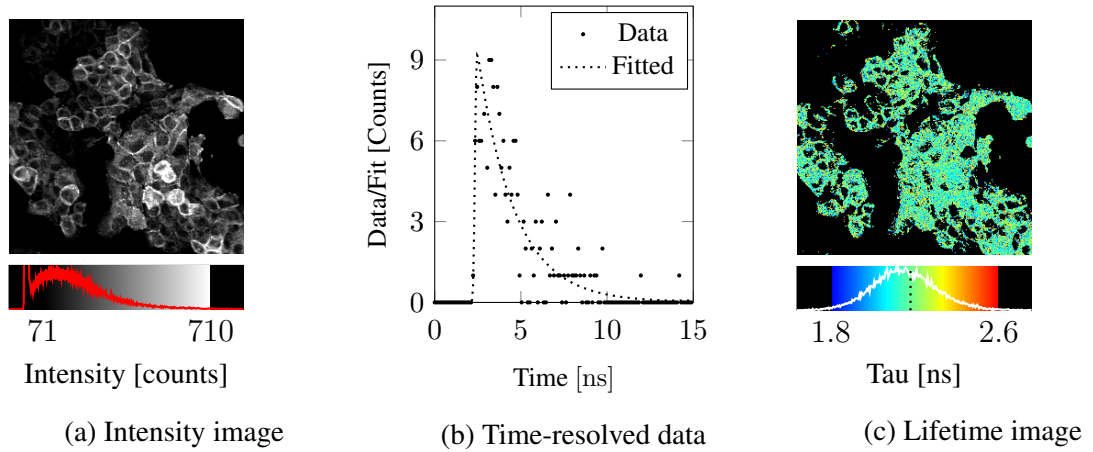 71 710
Intensity [counts]
(a) Intensity image
Data/Fit [Counts]
9
6
3
0
0 5 10 15
Data
Fitted
Time [ns]
(b) Time-resolved data
1.8 2.6
Tau [ns]
(c) Lifetime image